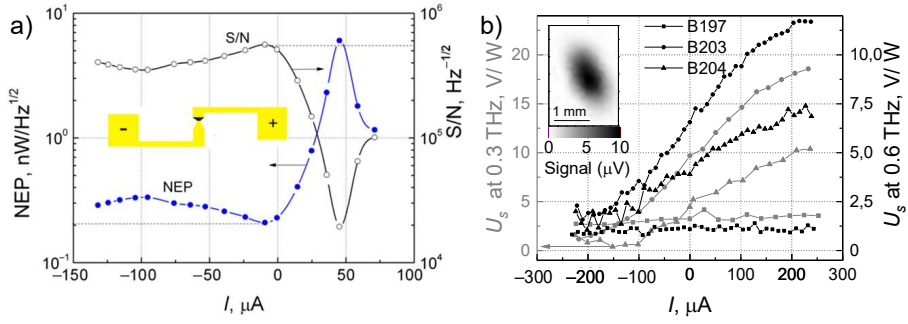 a)
10¹
10⁰
10⁻¹
NEP, nW/Hz^1/2
10⁶
10⁵
10⁴
S/N, Hz^−1/2
S/N
-
+
NEP
−150 −100 −50 0 50 100
I, µA
b)
20
15
10
5
0
U_s at 0.3 THz, V/ W
B197
B203
B204
1 mm
0 5 10
Signal (µV)
10,0
7,5
5,0
2,5
0
U_s at 0.6 THz, V/ W
−300 −200 −100 0 100 200 300
I, µA